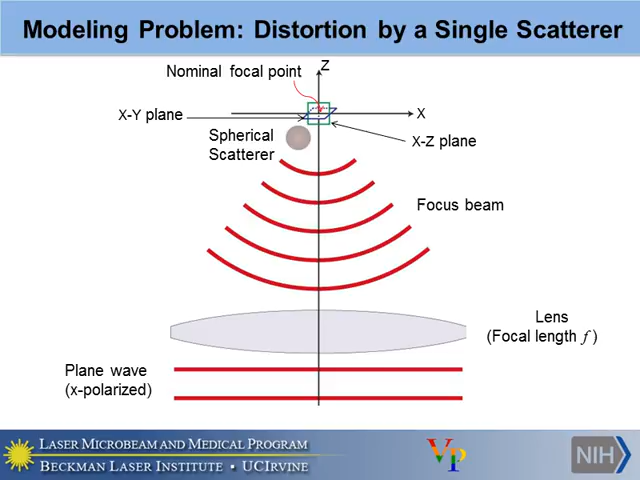 Modeling Problem: Distortion by a Single Scatterer
Z
Nominal focal point
X-Y plane
X
Spherical
Scatterer
X-Z plane
Focus beam
Lens
(Focal length f )
Plane wave
(x-polarized)
LASER MICROBEAM AND MEDICAL PROGRAM
BECKMAN LASER INSTITUTE • UCIRVINE
VP
NIH